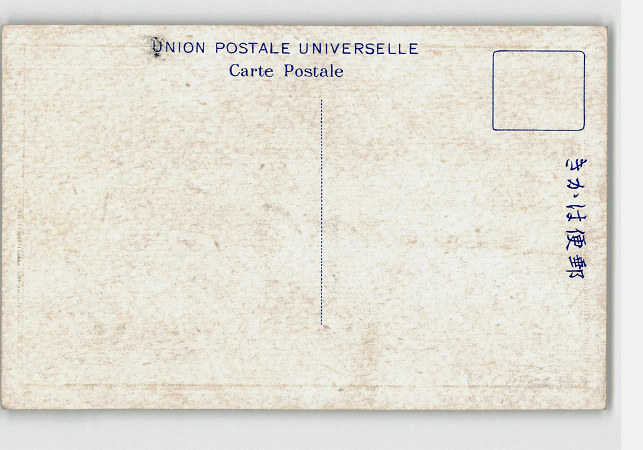 UNION POSTALE UNIVERSELLE
Carte Postale
郵便はかき